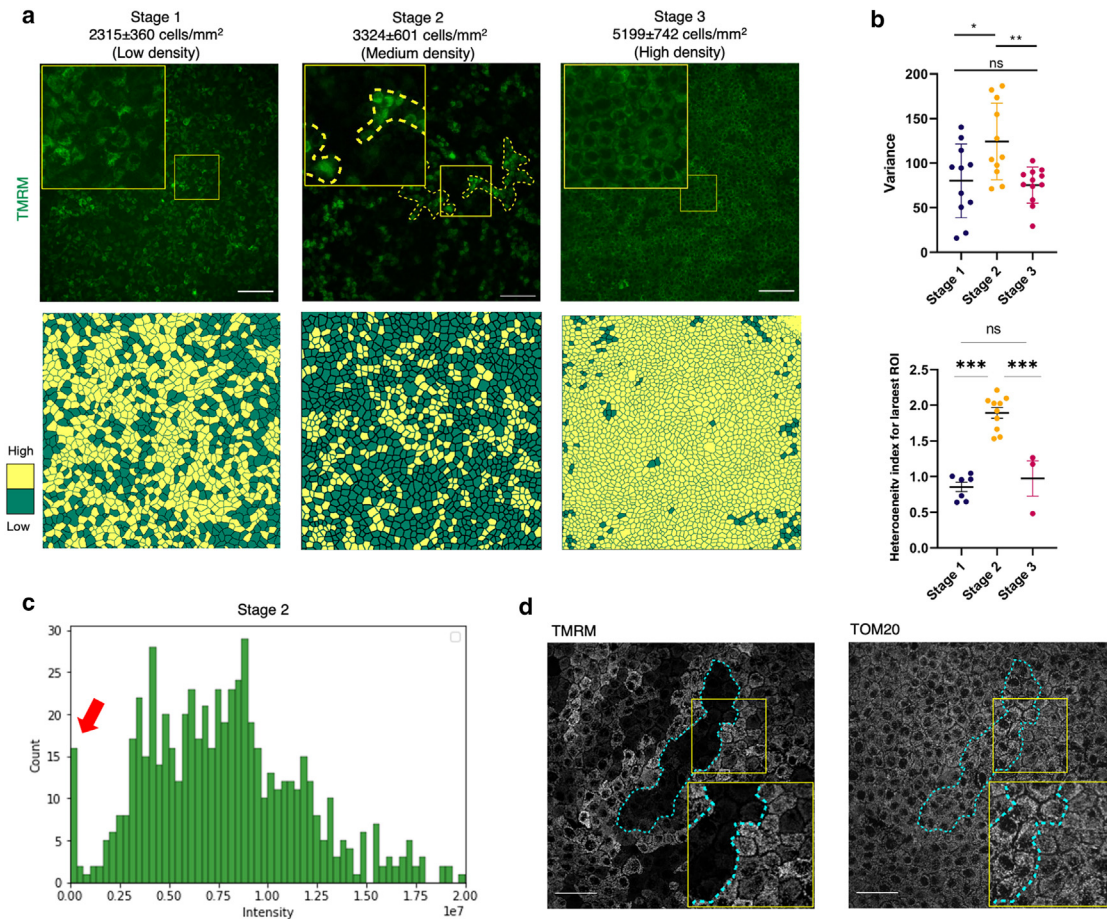 a
Stage 1
2315±360 cells/mm²
(Low density)
Stage 2
3324±601 cells/mm²
(Medium density)
Stage 3
5199±742 cells/mm²
(High density)
TMRM
High
Low
b
*
**
ns
200
150
100
50
0
Variance
Stage 1
Stage 2
Stage 3
ns
***
***
2.5
2.0
1.5
1.0
0.5
0.0
Heterogeneity index for largest ROI
Stage 1
Stage 2
Stage 3
c
Stage 2
30
25
20
15
10
5
0
Count
0.00
0.25
0.50
0.75
1.00
1.25
1.50
1.75
2.00
1e7
Intensity
d
TMRM
TOM20